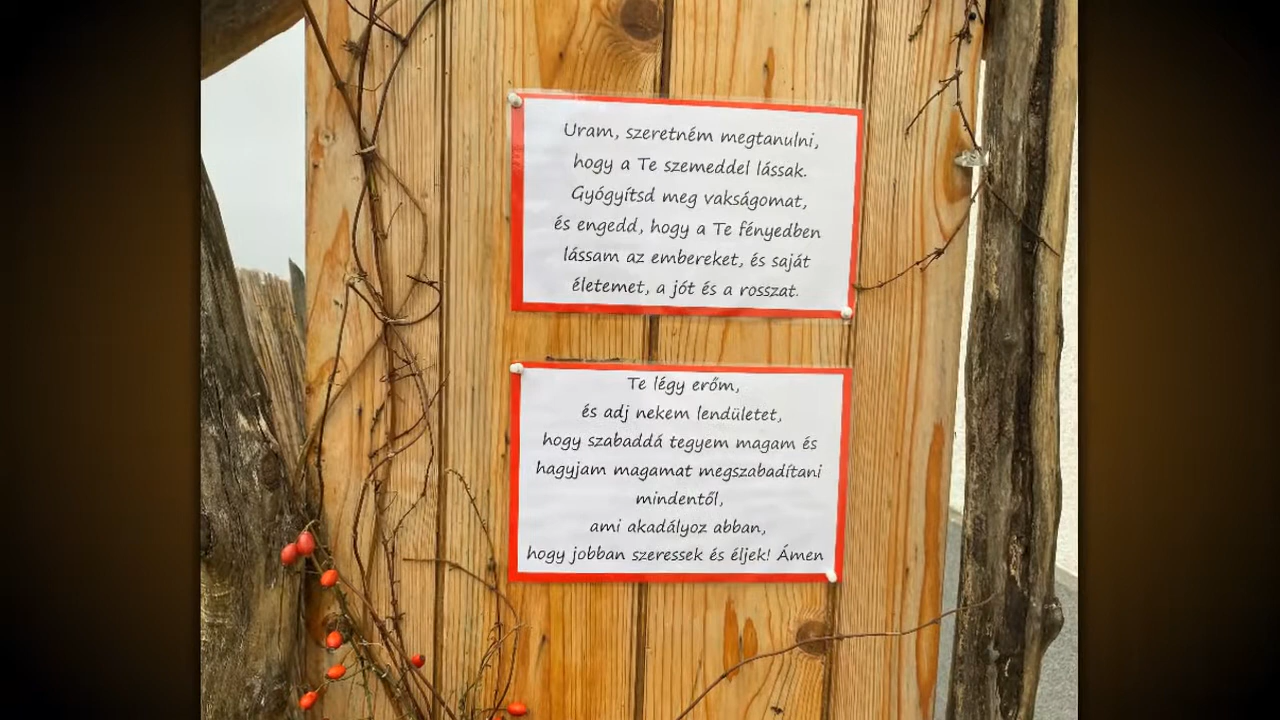 Uram, szeretném megtanulni,
hogy a Te szemeddel lássak.
Gyógyítsd meg vakságomat,
és engedd, hogy a Te fényedben
lássam az embereket, és saját
életemet, a jót és a rosszat.
Te légy erőm,
és adj nekem lendületet,
hogy szabaddá tegyem magam és
hagyjam magamat megszabadítani
mindentől,
ami akadályoz abban,
hogy jobban szeressek és éljek! Ámen